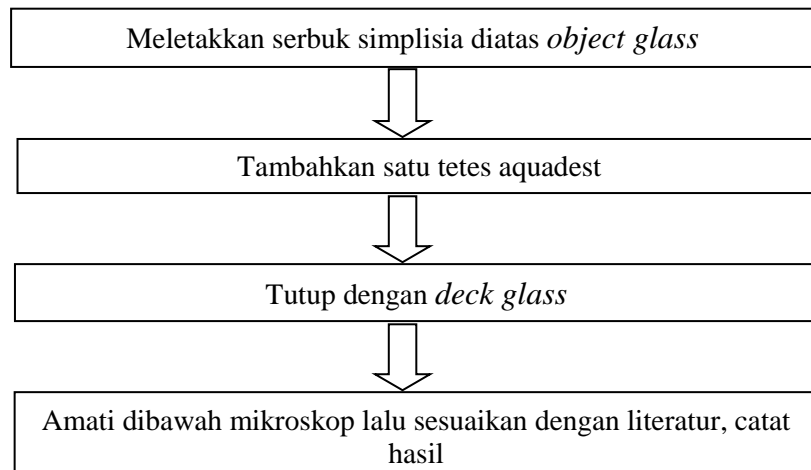 Meletakkan serbuk simplisia diatas object glass
Tambahkan satu tetes aquadest
Tutup dengan deck glass
Amati dibawah mikroskop lalu sesuaikan dengan literatur, catat
hasil